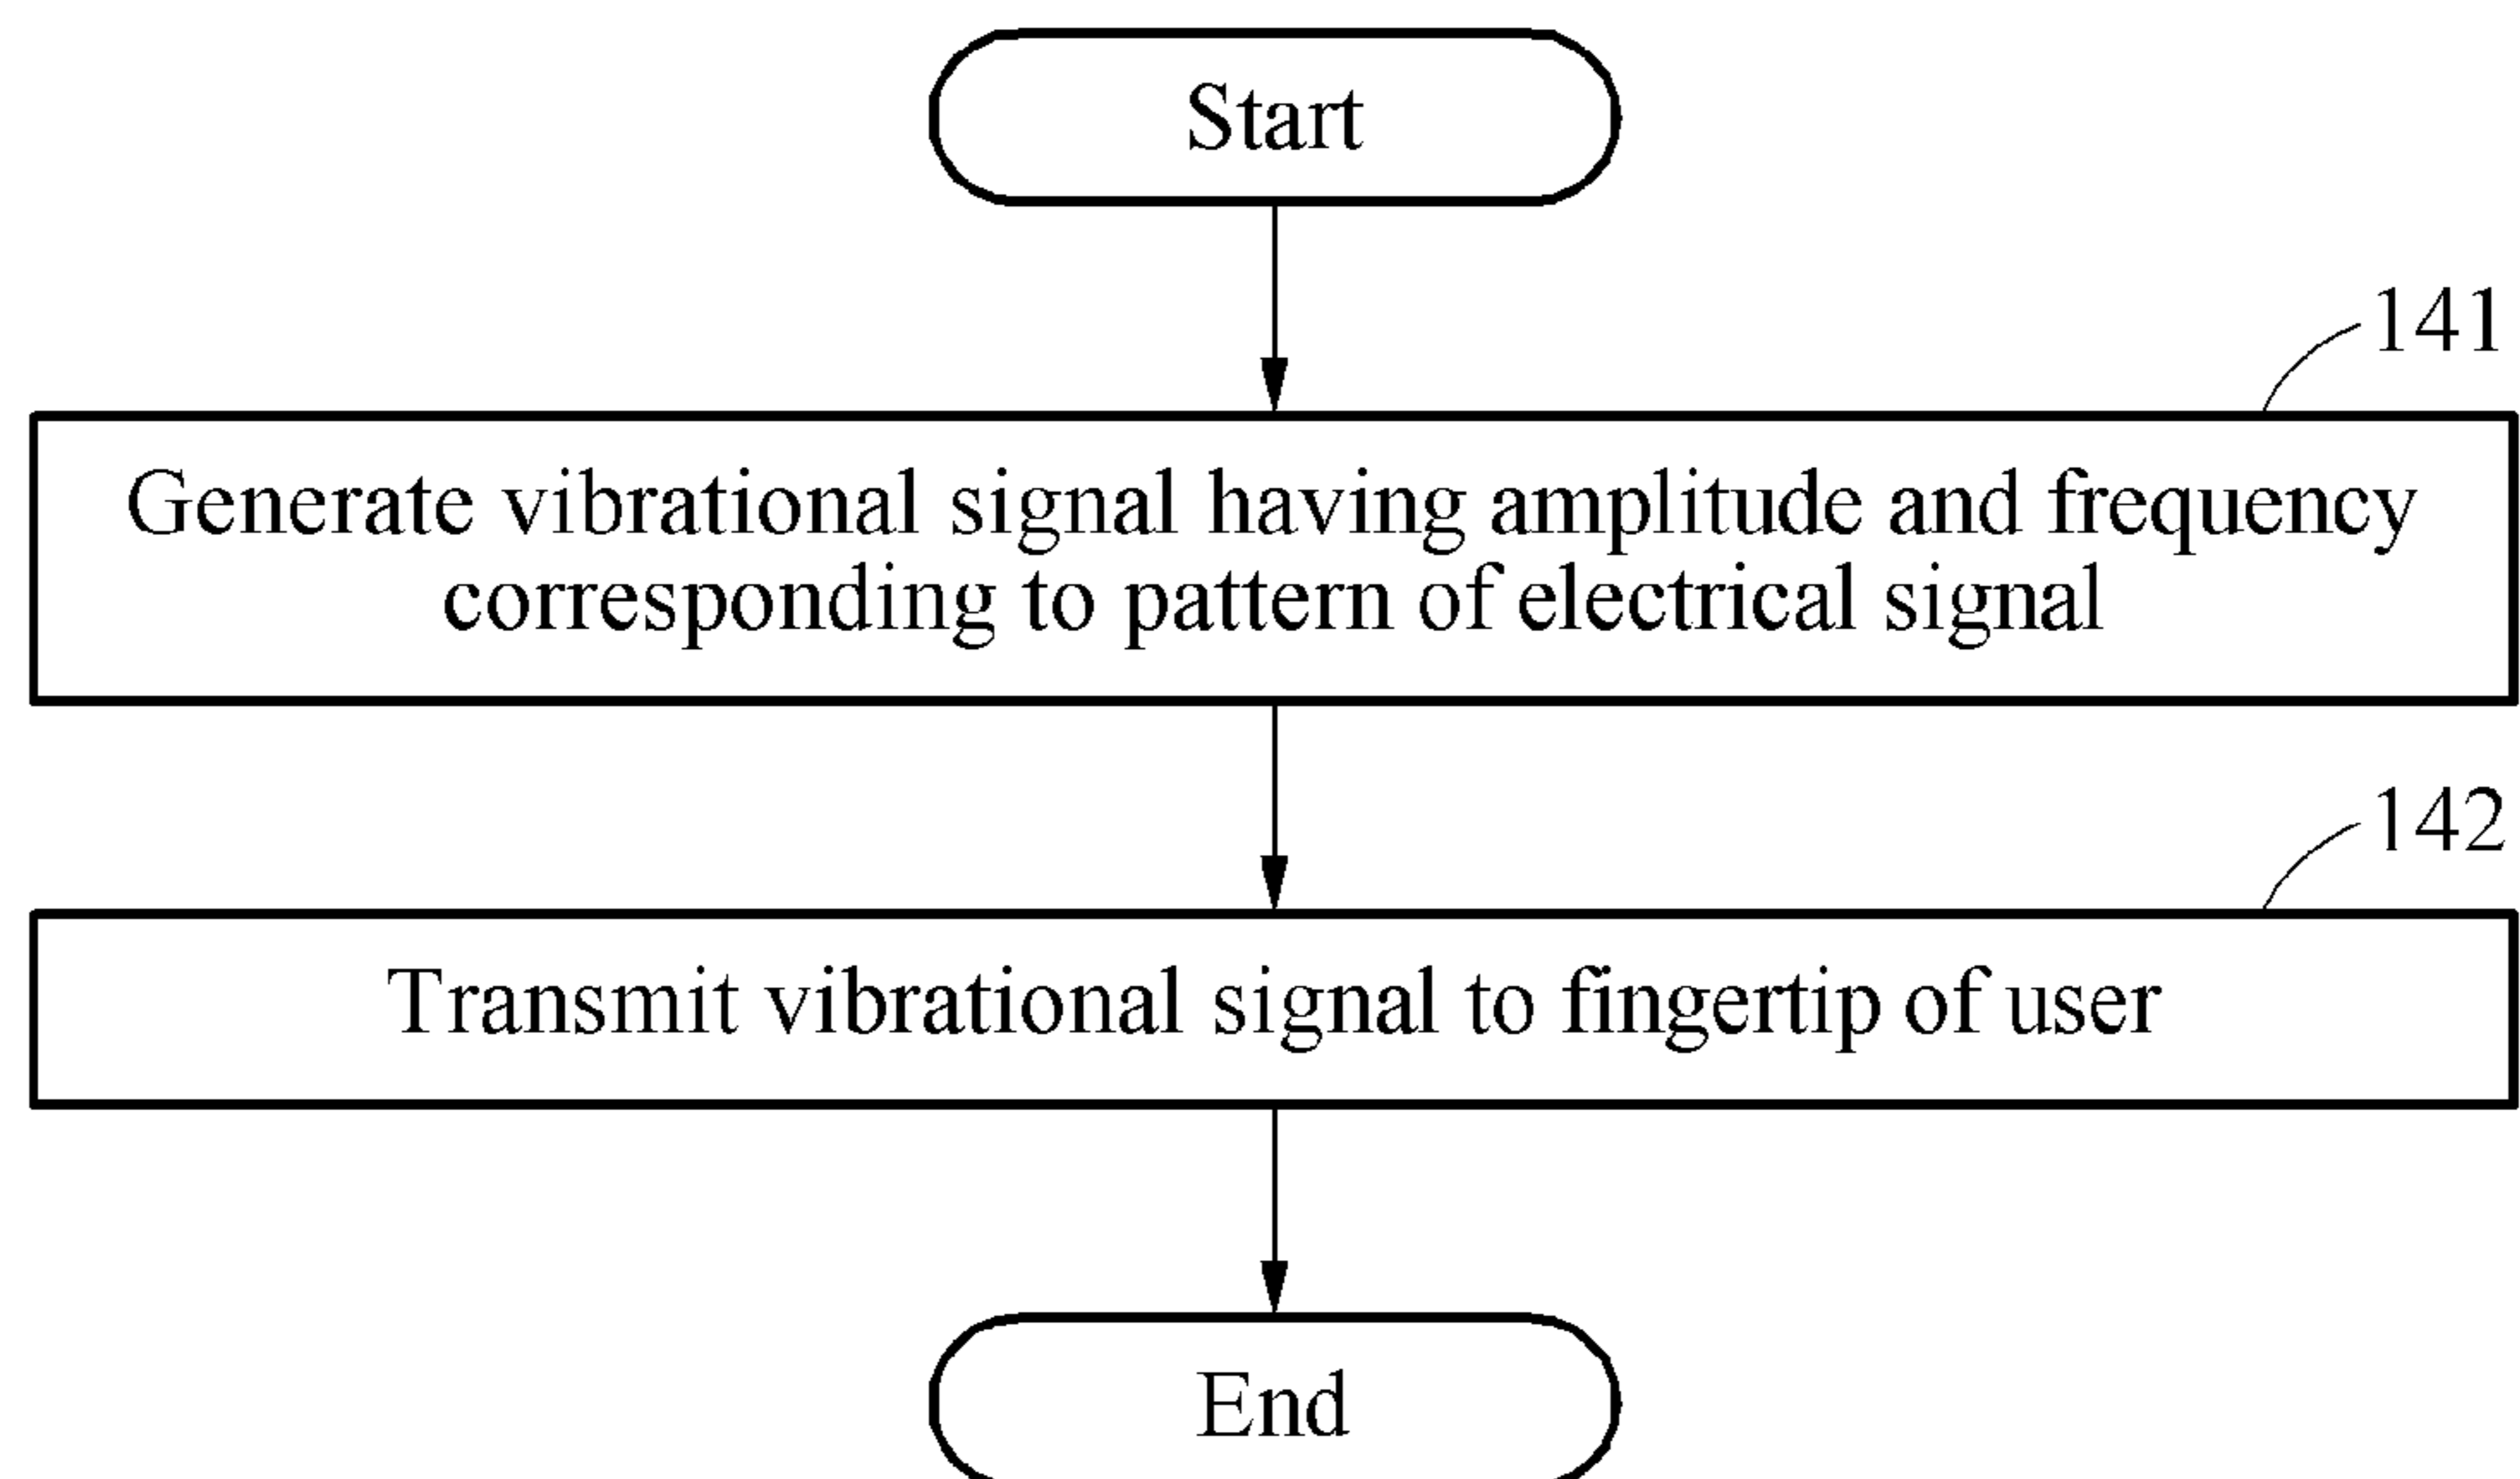 Start
141
Generate vibrational signal having amplitude and frequency
corresponding to pattern of electrical signal
142
Transmit vibrational signal to fingertip of user
End